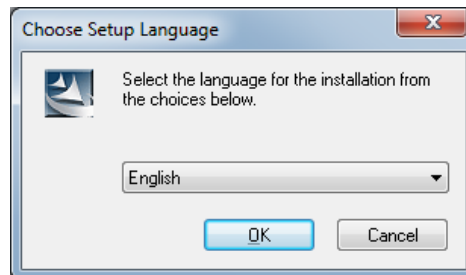 Choose Setup Language
Select the language for the installation from
the choices below.
English
OK
Cancel